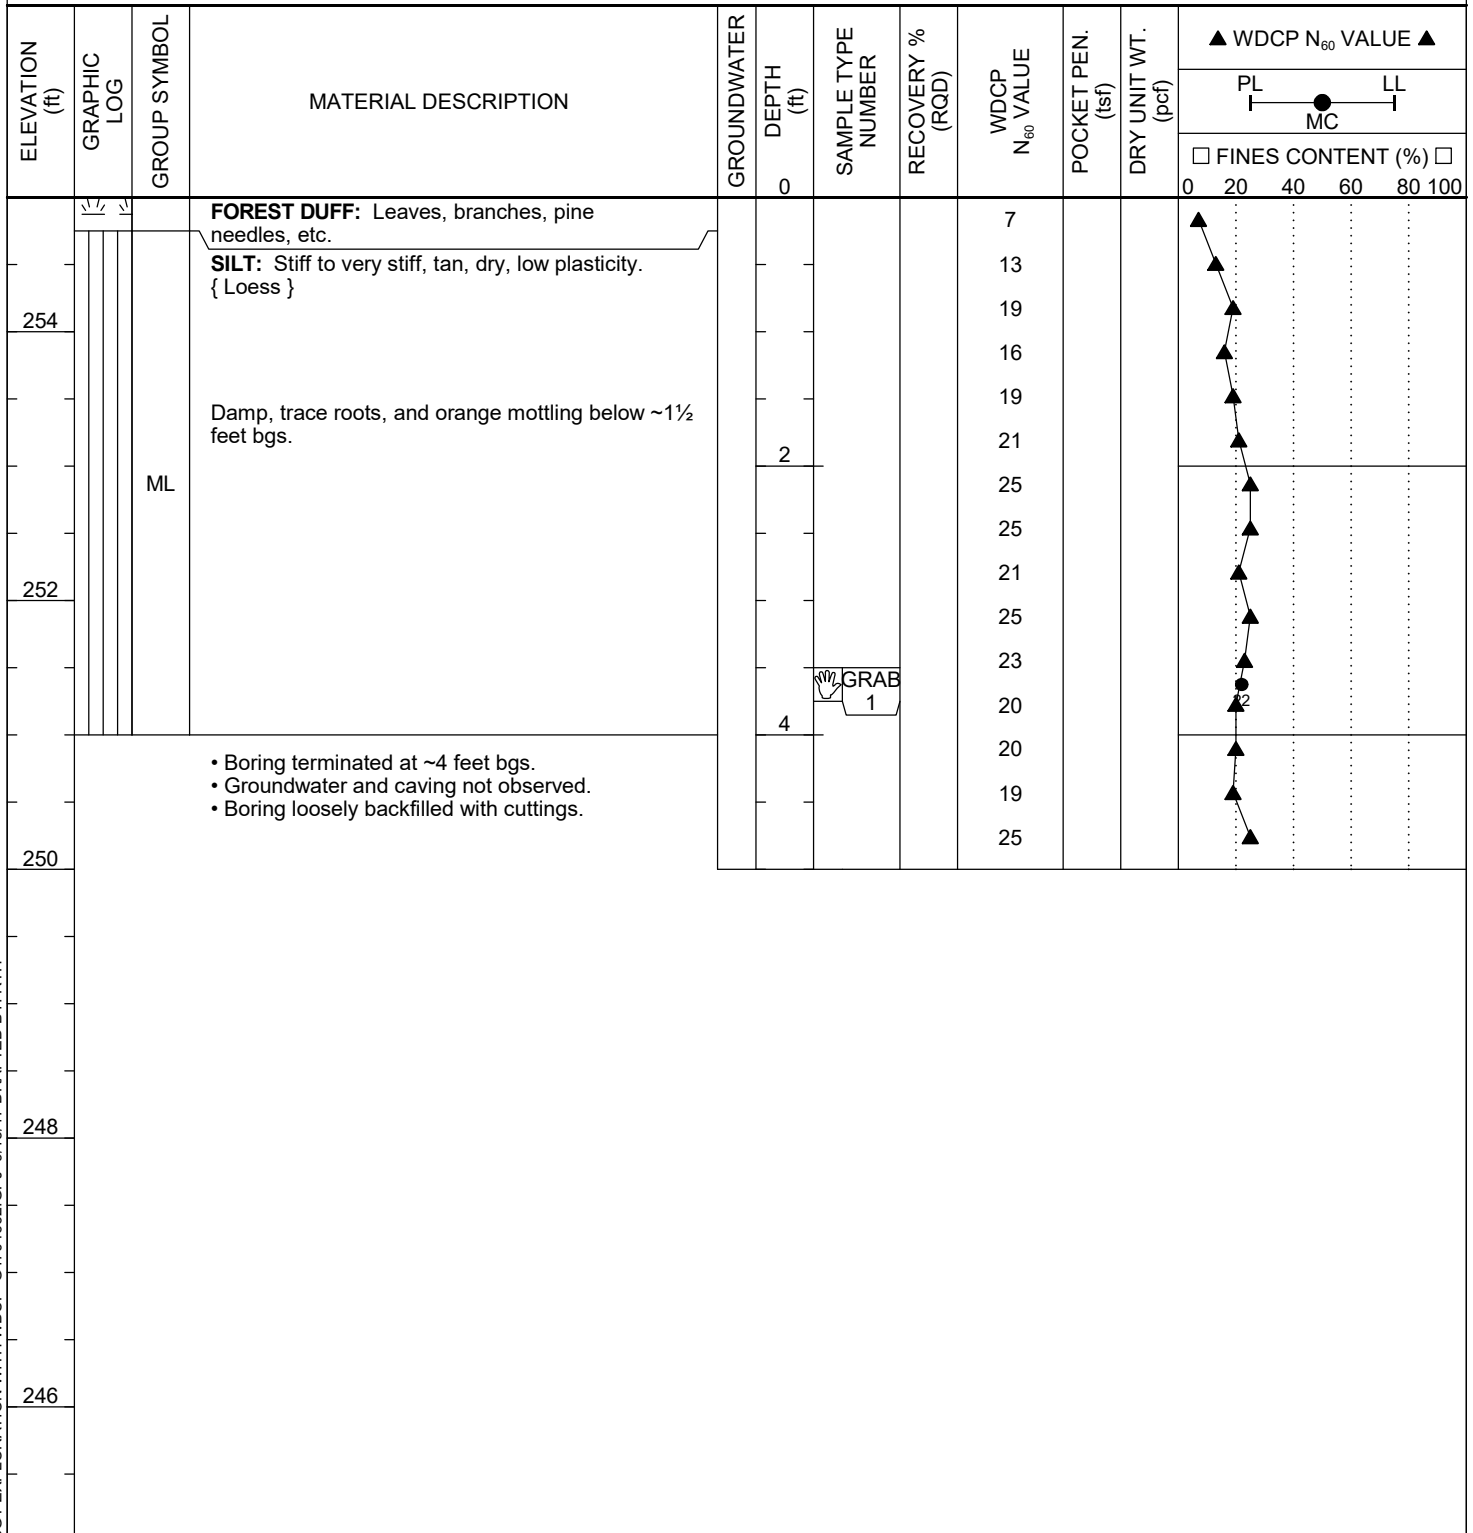 ELEVATION
(ft)
GRAPHIC
LOG
GROUP SYMBOL
MATERIAL DESCRIPTION
GROUNDWATER
DEPTH
(ft)
0
SAMPLE TYPE
NUMBER
RECOVERY %
(RQD)
WDCP
N60 VALUE
POCKET PEN.
(tsf)
DRY UNIT WT.
(pcf)
▲ WDCP N60 VALUE ▲
PL LL
MC
□ FINES CONTENT (%) □
0 20 40 60 80 100
FOREST DUFF: Leaves, branches, pine
needles, etc.
7
SILT: Stiff to very stiff, tan, dry, low plasticity.
{ Loess }
13
19
254
16
19
Damp, trace roots, and orange mottling below ~1½
feet bgs.
21
2
ML
25
25
21
252
25
23
GRAB
1
20
22
4
20
• Boring terminated at ~4 feet bgs.
• Groundwater and caving not observed.
• Boring loosely backfilled with cuttings.
19
25
250
248
246